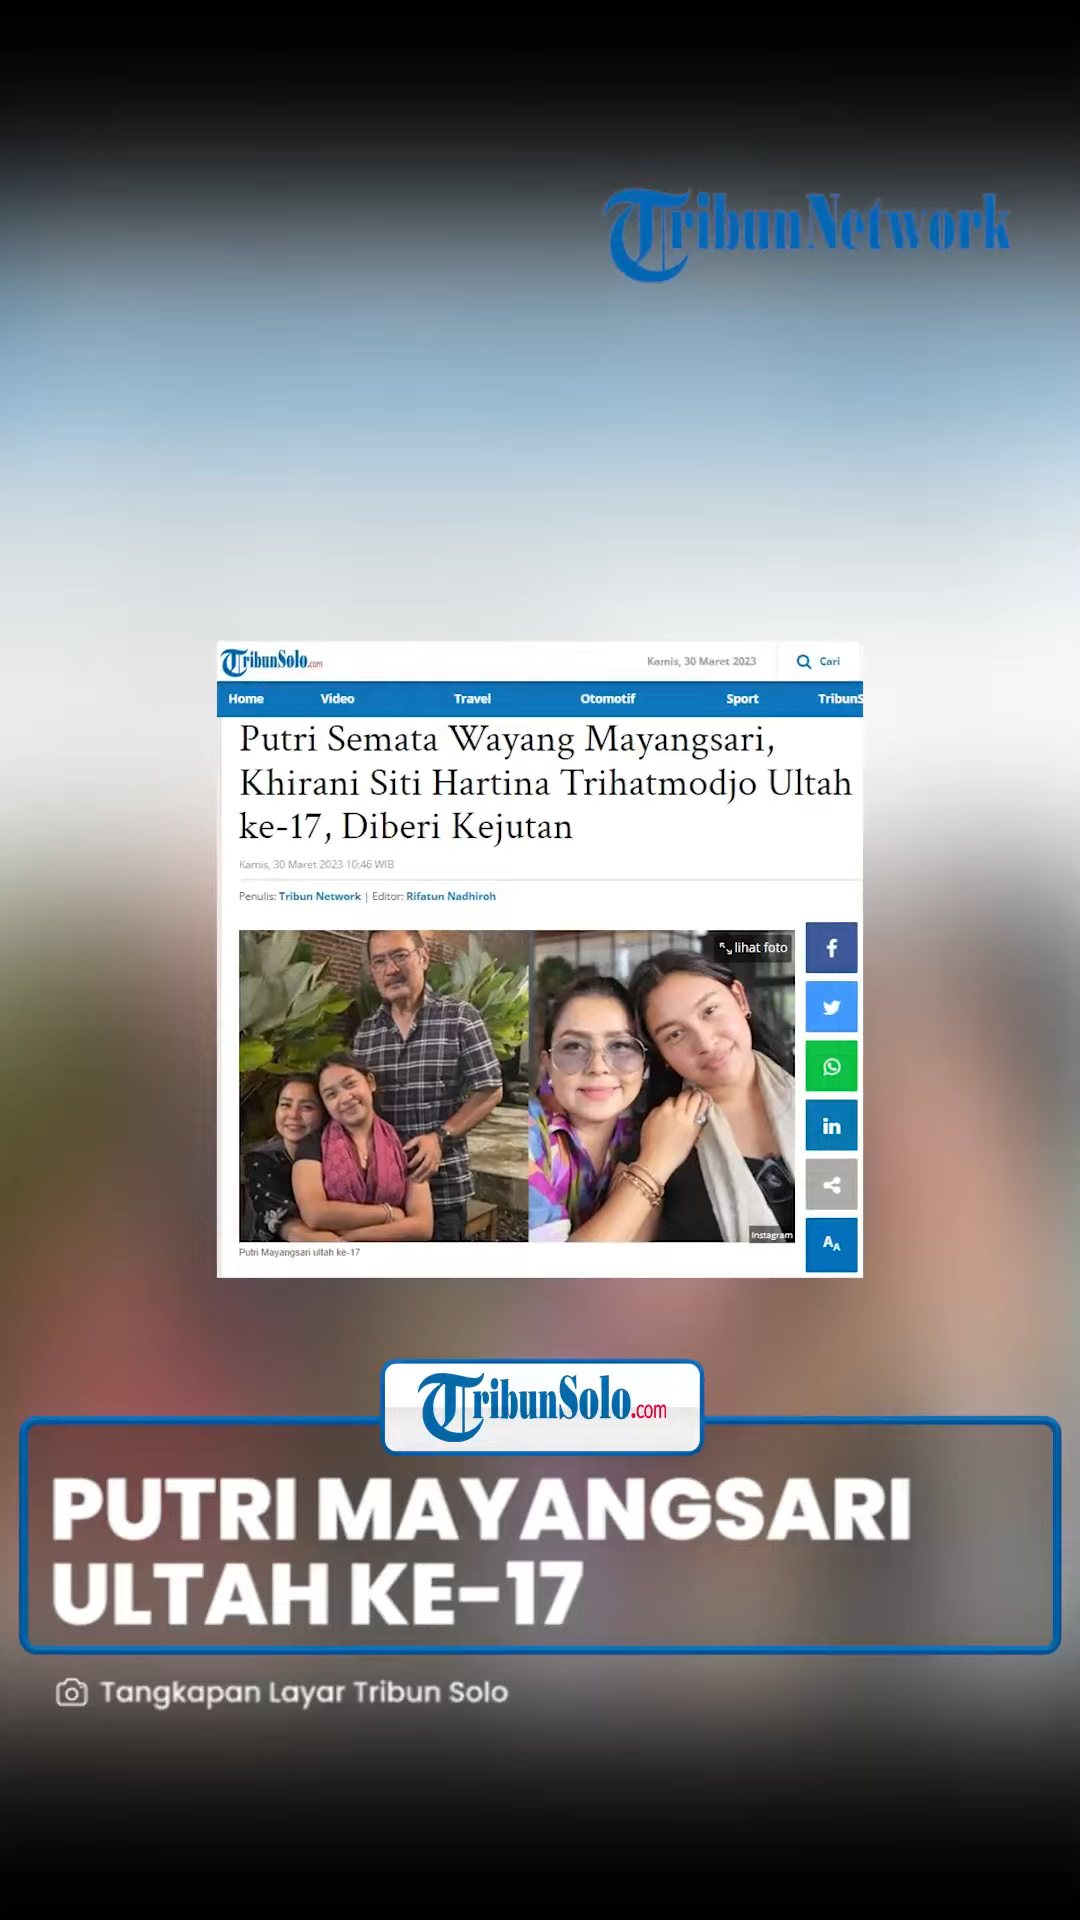 TribunNetwork
TribunSolo.com
Kamis, 30 Maret 2023
Cari
Home Video Travel Otomotif Sport TribunS
Putri Semata Wayang Mayangsari,
Khirani Siti Hartina Trihatmodjo Ultah
ke-17, Diberi Kejutan
Kamis, 30 Maret 2023 10:46 WIB
Penulis: Tribun Network | Editor: Rifatun Nadhiroh
lihat foto
f
in
Instagram
AA
Putri Mayangsari ultah ke-17
TribunSolo.com
PUTRI MAYANGSARI
ULTAH KE-17
Tangkapan Layar Tribun Solo